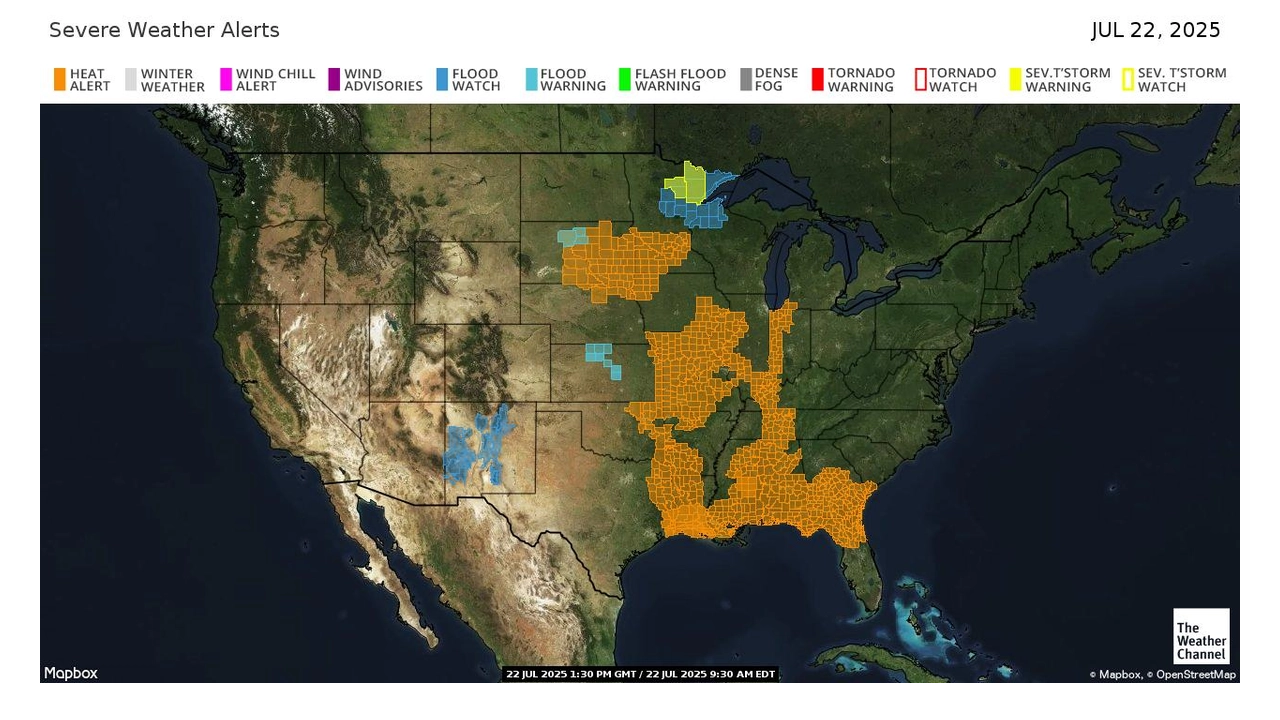 Severe Weather Alerts
JUL 22, 2025
HEAT
ALERT
WINTER
WEATHER
WIND CHILL
ALERT
WIND
ADVISORIES
FLOOD
WATCH
FLOOD
WARNING
FLASH FLOOD
WARNING
DENSE
FOG
TORNADO
WARNING
TORNADO
WATCH
SEV.T'STORM
WARNING
SEV. T'STORM
WATCH
The
Weather
Channel
Mapbox
22 JUL 2025 1:30 PM GMT / 22 JUL 2025 9:30 AM EDT
© Mapbox, © OpenStreetMap